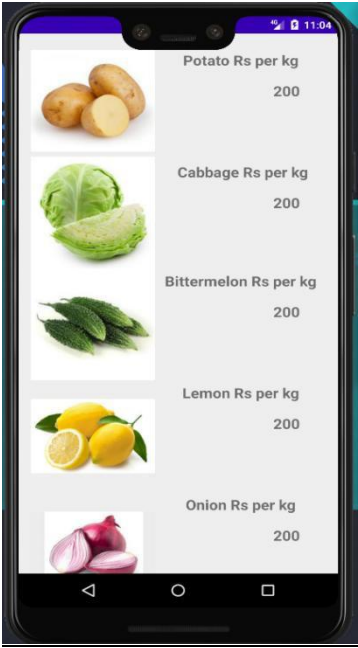 4G 11:04
Potato Rs per kg
200
Cabbage Rs per kg
200
Bittermelon Rs per kg
200
Lemon Rs per kg
200
Onion Rs per kg
200